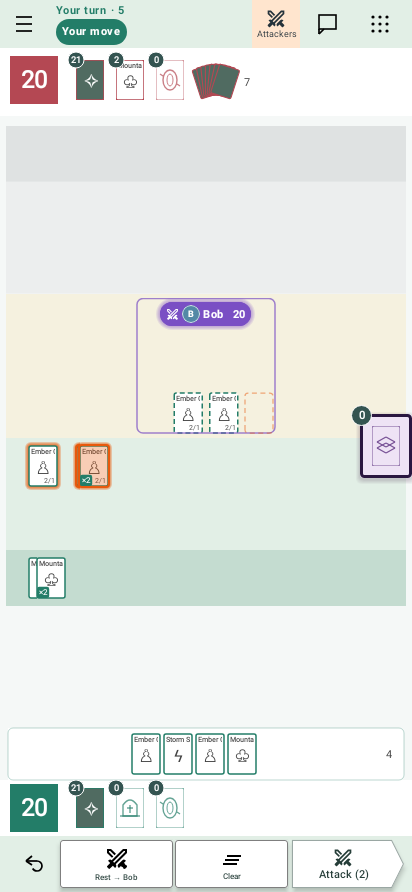 Your turn · 5
Your move
Attackers
20
21
2
Mounta
0
7
B Bob 20
Ember (
2/1
Ember (
2/1
0
Ember (
2/1
Ember (
×2 2/1
M Mounta
×2
Ember (
Storm S
Ember (
Mounta
4
20
21
0
0
Rest → Bob
Clear
Attack (2)